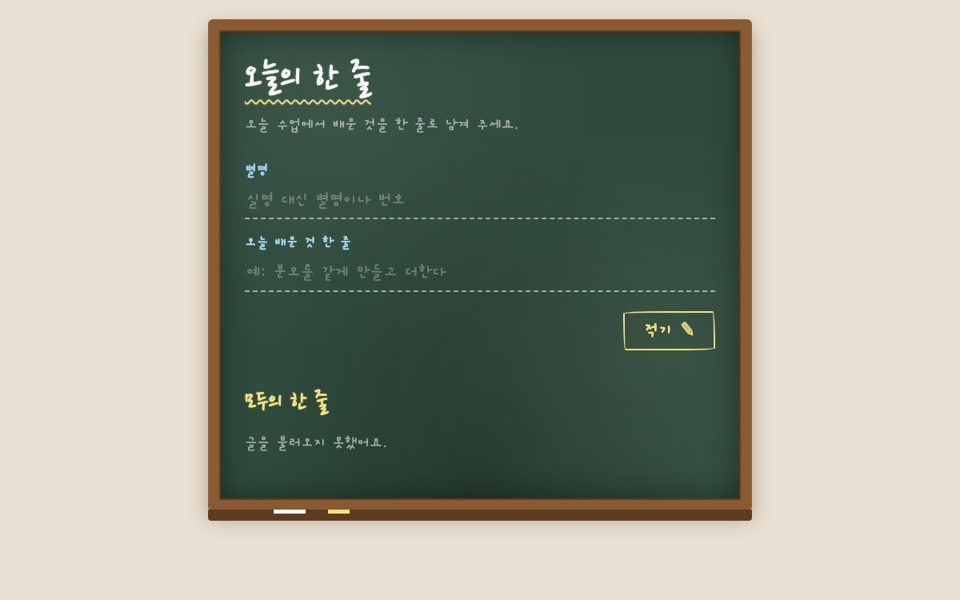 오늘의 한 줄
오늘 수업에서 배운 것을 한 줄로 남겨 주세요.
별명
실명 대신 별명이나 번호
오늘 배운 것 한 줄
예: 분모를 같게 만들고 더한다
적기 ✎
모두의 한 줄
글을 불러오지 못했어요.